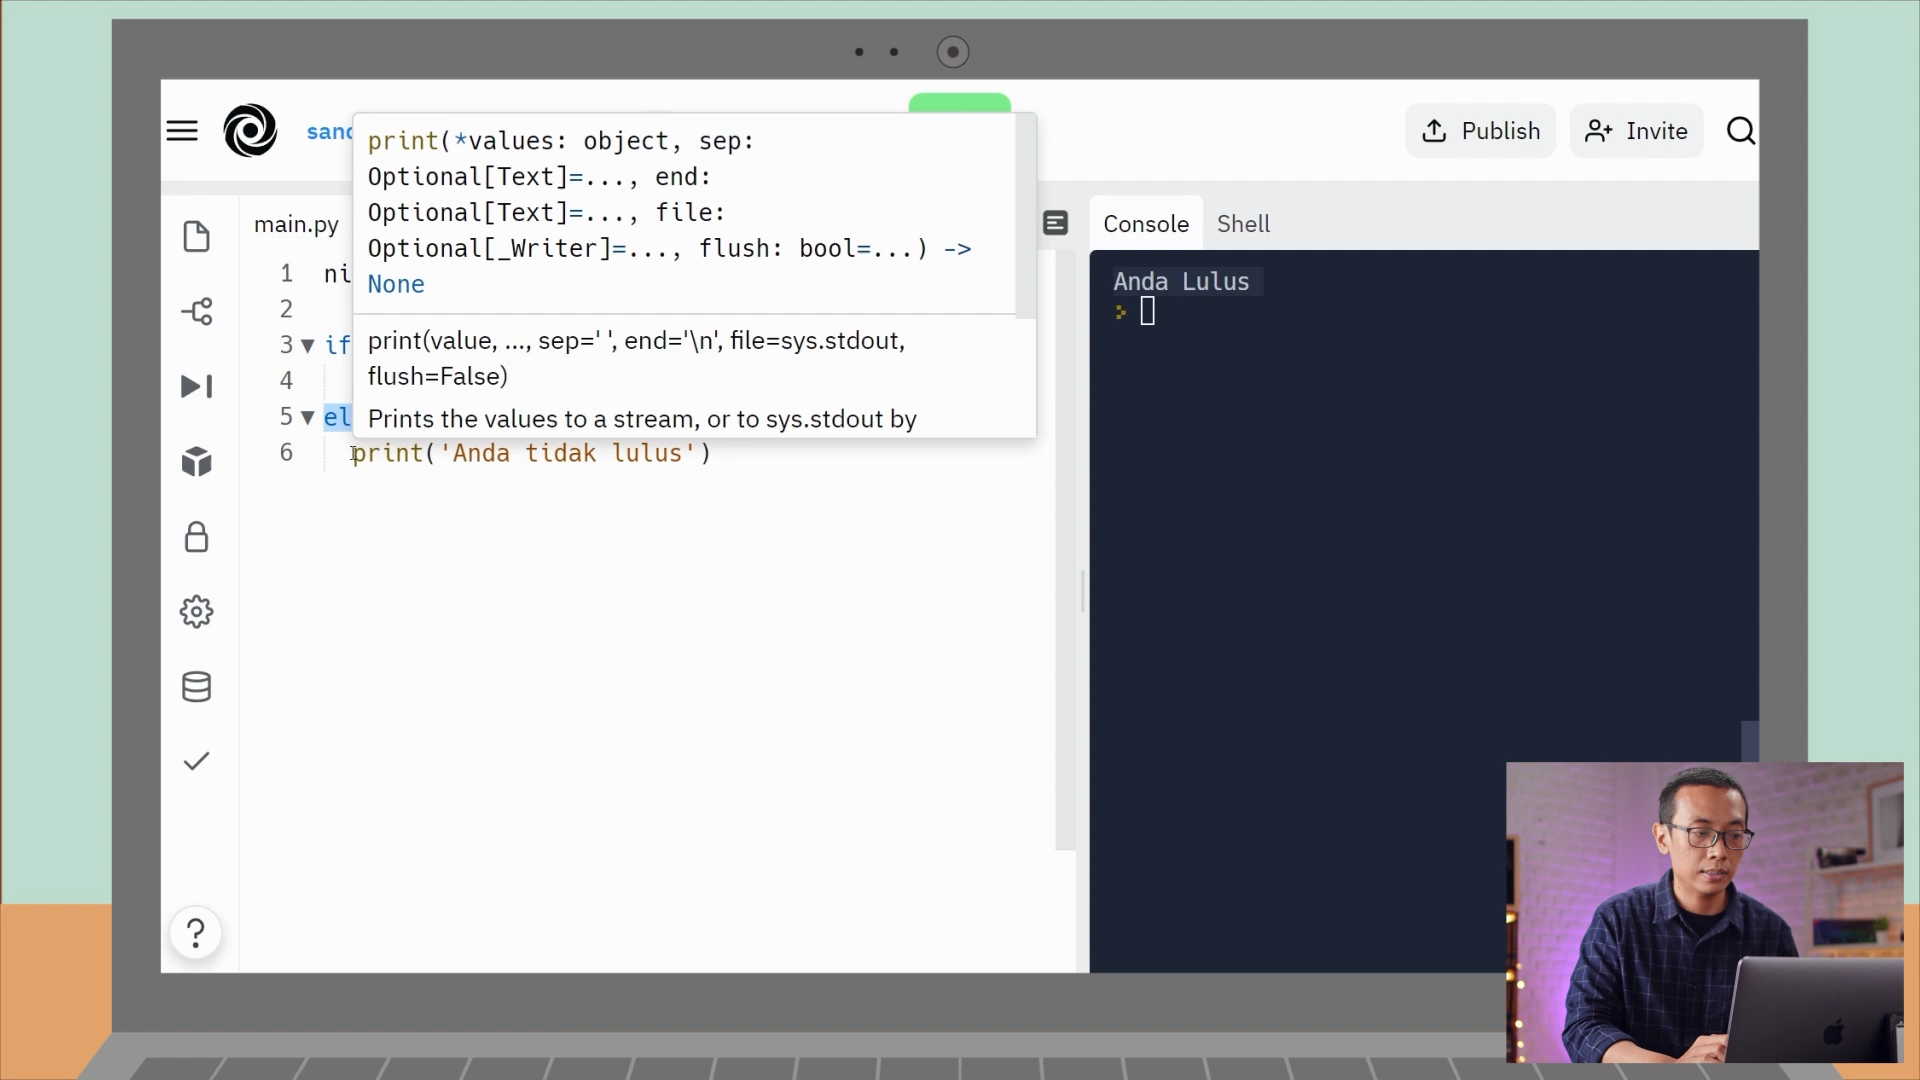 sand
Publish
Invite
print(*values: object, sep:
Optional[Text]=..., end:
Optional[Text]=..., file:
Optional[_Writer]=..., flush: bool=...) ->
None
print(value, ..., sep=' ', end='\n', file=sys.stdout,
flush=False)
Prints the values to a stream, or to sys.stdout by
main.py
1 ni
2
3 if
4
5 el
6 print('Anda tidak lulus')
Console Shell
Anda Lulus
?